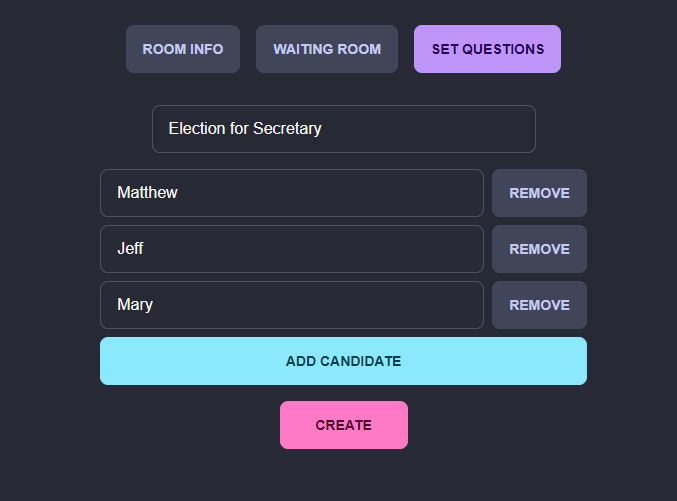 ROOM INFO WAITING ROOM SET QUESTIONS
Election for Secretary
Matthew REMOVE
Jeff REMOVE
Mary REMOVE
ADD CANDIDATE
CREATE